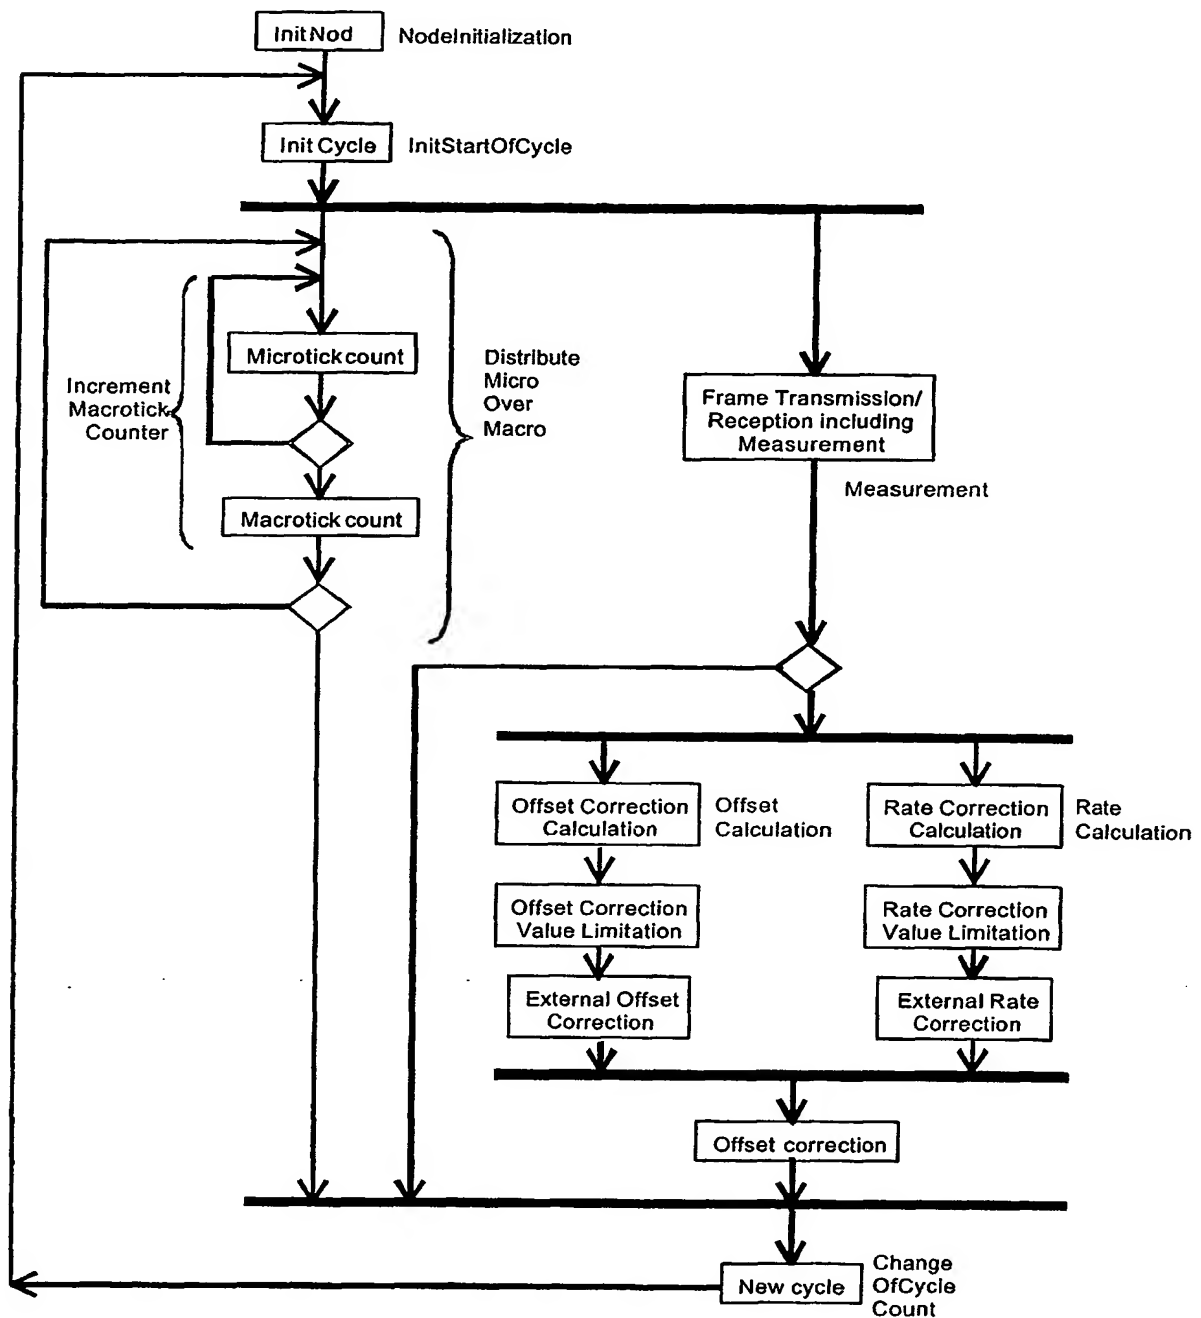 InitNod
NodeInitialization
Init Cycle
InitStartOfCycle
Microtick count
Increment
Macrotick
Counter
Distribute
Micro
Over
Macro
Macrotick count
Frame Transmission/
Reception including
Measurement
Measurement
Offset Correction
Calculation
Offset
Calculation
Rate Correction
Calculation
Rate
Calculation
Offset Correction
Value Limitation
Rate Correction
Value Limitation
External Offset
Correction
External Rate
Correction
Offset correction
New cycle
Change
OfCycle
Count